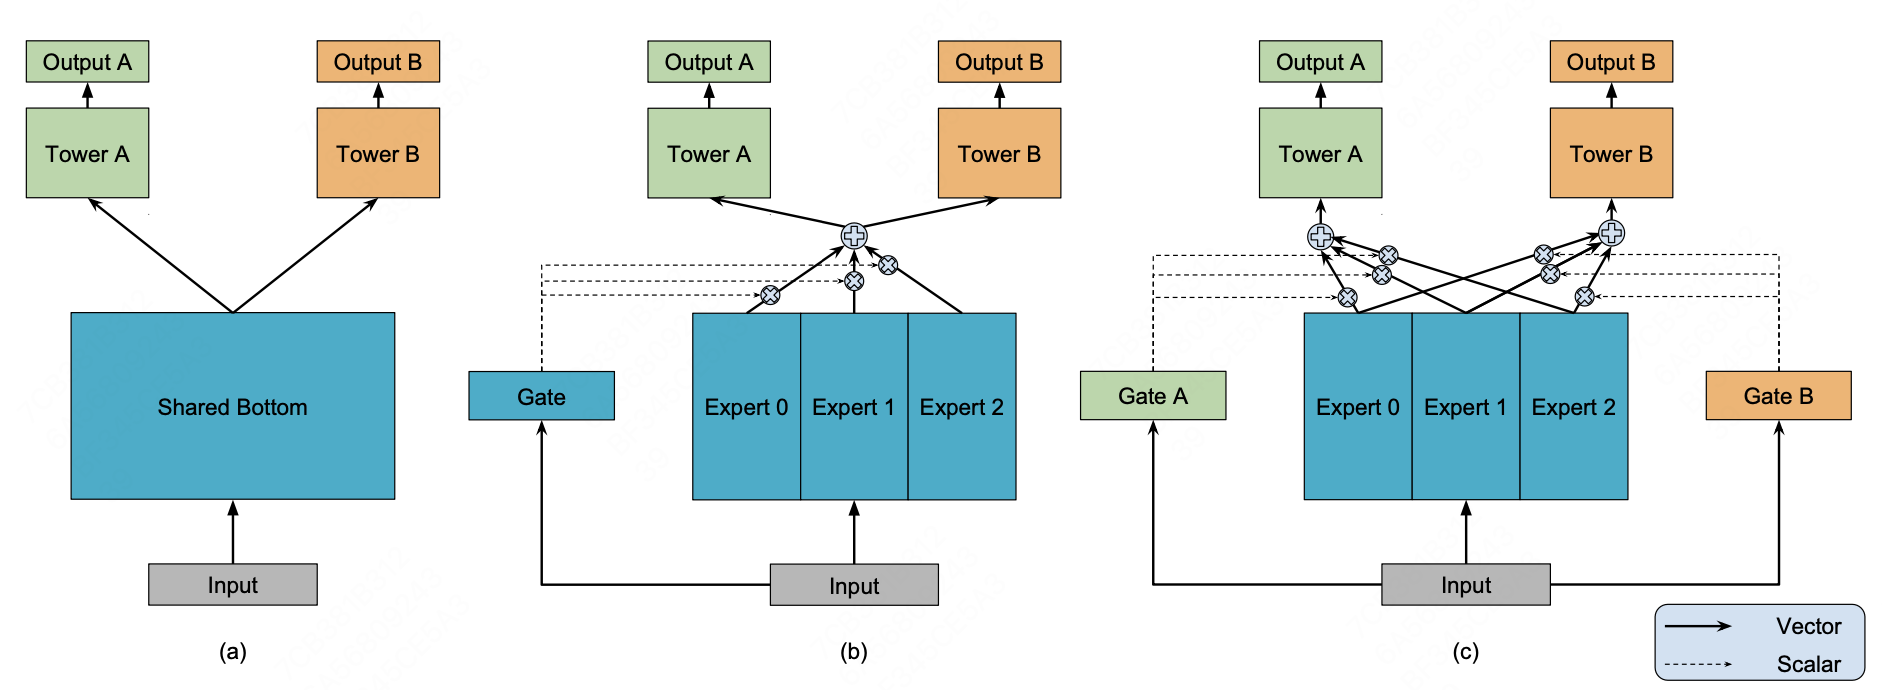 Output A
Output B
Tower A
Tower B
Shared Bottom
Input
(a)
Output A
Output B
Tower A
Tower B
Gate
Expert 0
Expert 1
Expert 2
Input
(b)
Output A
Output B
Tower A
Tower B
Gate A
Expert 0
Expert 1
Expert 2
Gate B
Input
(c)
Vector
Scalar